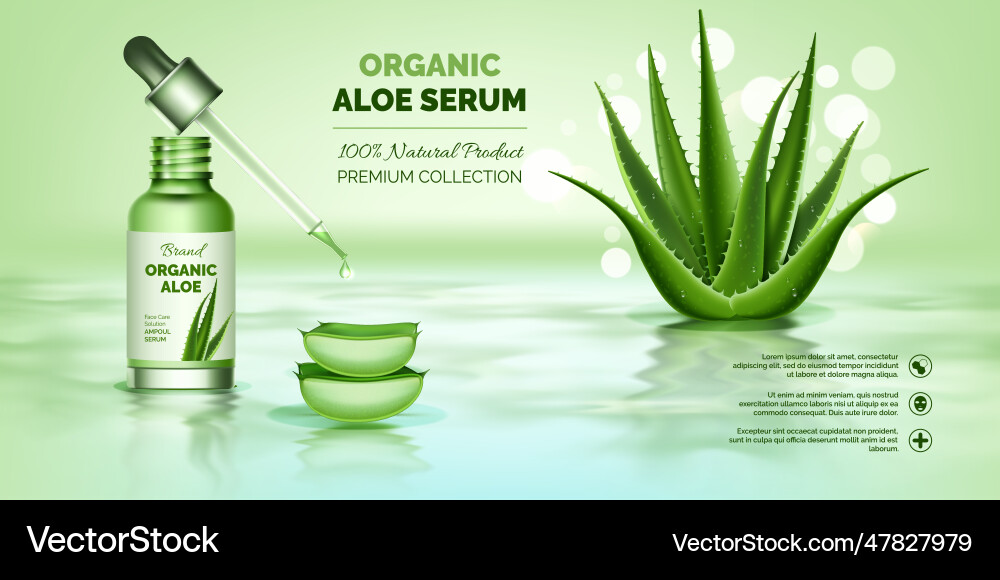 ORGANIC
ALOE SERUM
100% Natural Product
PREMIUM COLLECTION
Brand
ORGANIC
ALOE
Face Care
Solution
AMPOUL
SERUM
Lorem ipsum dolor sit amet, consectetur
adipiscing elit, sed do eiusmod tempor incididunt
ut labore et dolore magna aliqua.
Ut enim ad minim veniam, quis nostrud
exercitation ullamco laboris nisi ut aliquip ex ea
commodo consequat. Duis aute irure dolor.
Excepteur sint occaecat cupidatat non proident,
sunt in culpa qui officia deserunt mollit anim id est
laborum.
VectorStock
VectorStock.com/47827979